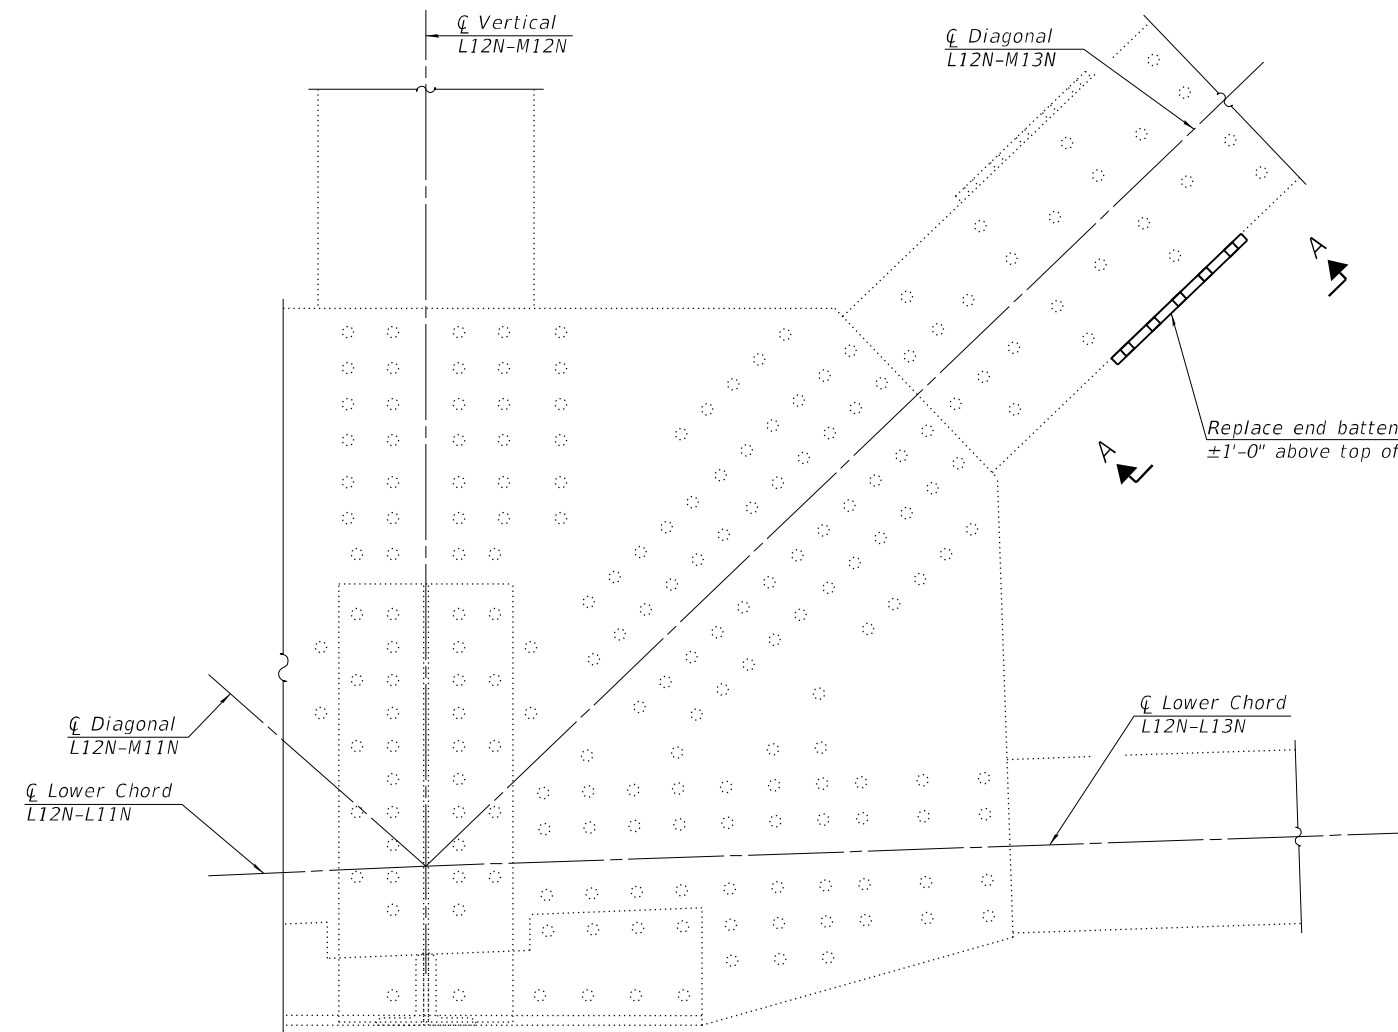 ℄ Vertical
L12N-M12N
℄ Diagonal
L12N-M13N
A
Replace end batten
±1'-0" above top of
A
℄ Lower Chord
L12N-L13N
℄ Diagonal
L12N-M11N
℄ Lower Chord
L12N-L11N